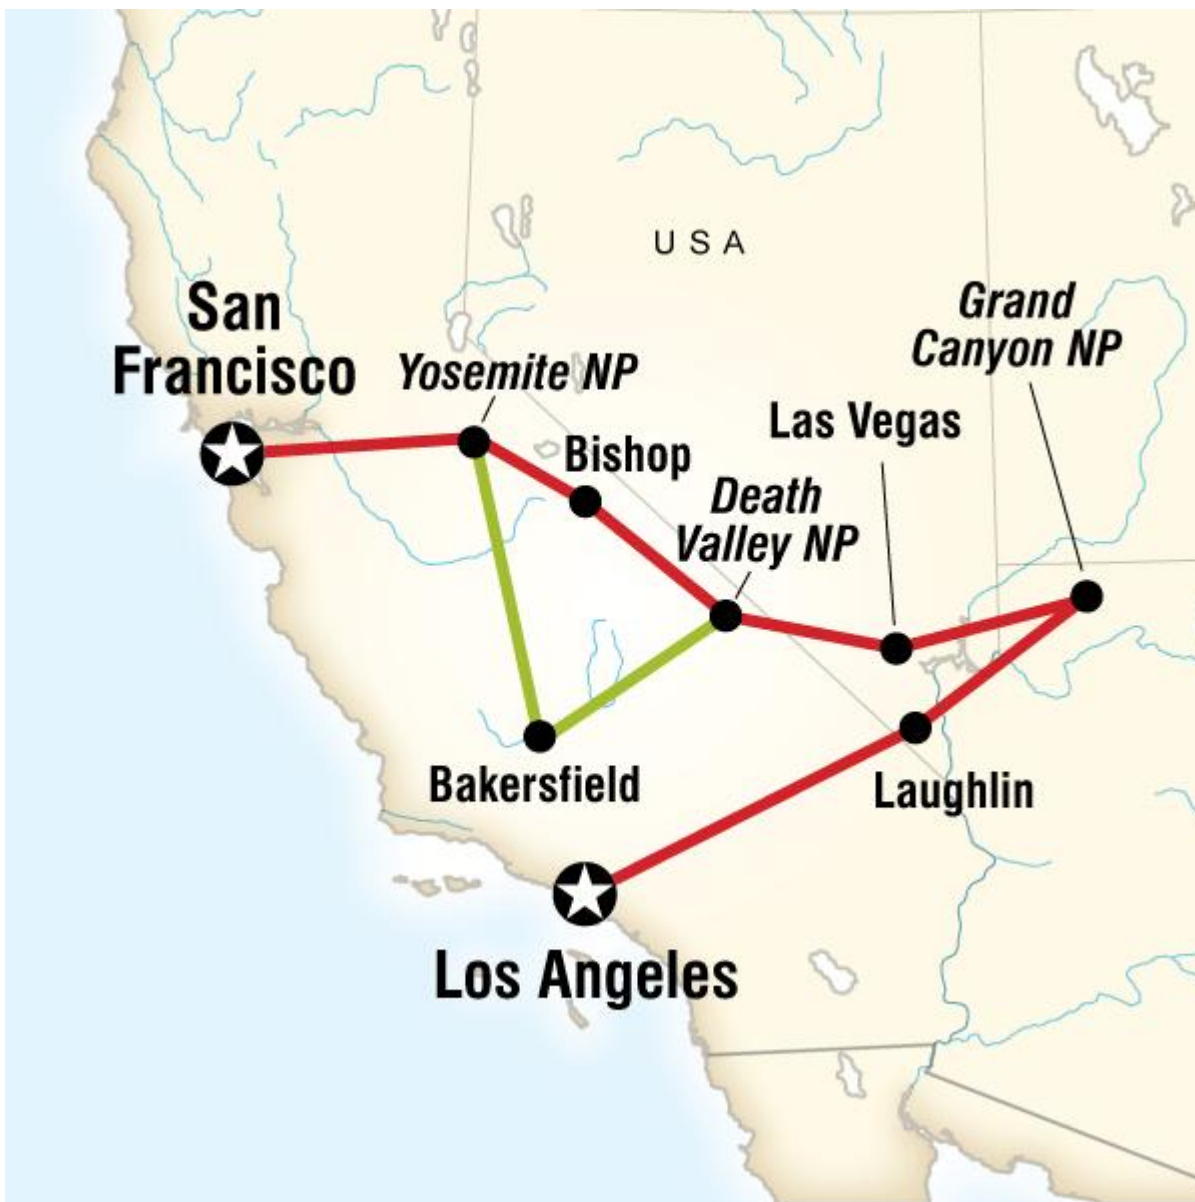 USA
San
Francisco
Yosemite NP
Grand
Canyon NP
Las Vegas
Bishop
Death
Valley NP
Bakersfield
Laughlin
Los Angeles